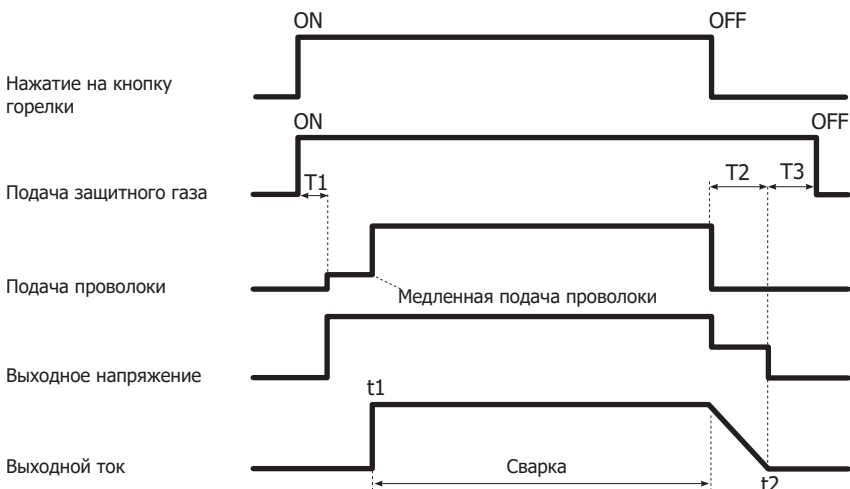 ON
OFF
Нажатие на кнопку
горелки
ON
OFF
T1
T2
T3
Подача защитного газа
Подача проволоки
Медленная подача проволоки
Выходное напряжение
t1
Выходной ток
Сварка
t2